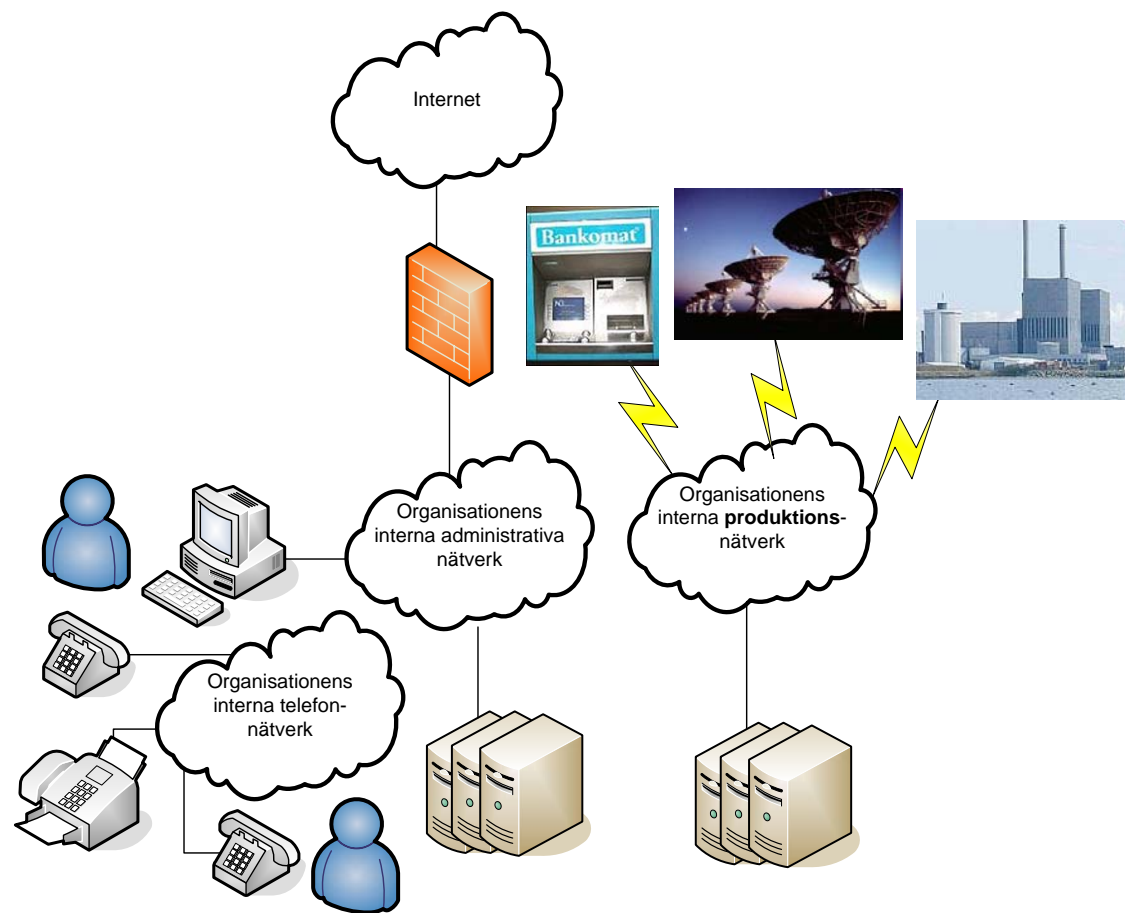 Internet
Bankomat
Organisationens
interna administrativa
nätverk
Organisationens
interna produktions-
nätverk
Organisationens
interna telefon-
nätverk